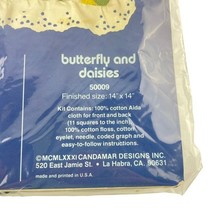 butterfly and
daisies
50009
Finished size: 14" x 14"
Kit Contains: 100% cotton Aida
cloth for front and back
(11 squares to the inch),
100% cotton floss, cotton
eyelet, needle, coded graph and
easy-to-follow instructions.
©MCMLXXXI CANDAMAR DESIGNS INC.
520 East Jamie St. • La Habra, CA. 90631
made and printed in U.S.A.